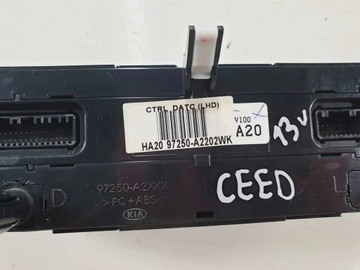 CTRL DATC (LHD)
HA20 97250-A2202WK
V100
A20
13v
97250-A2XXX
>PC+ABS<
KIA
CEED
D
L